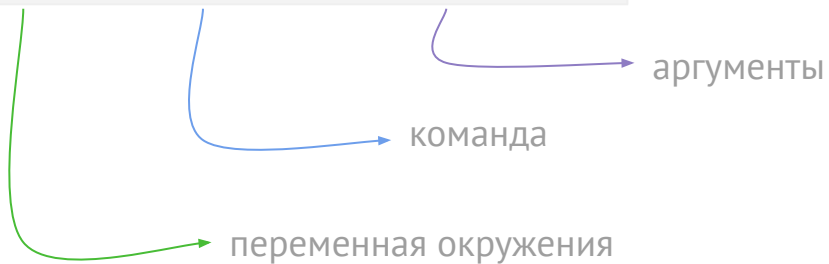 аргументы
команда
переменная окружения